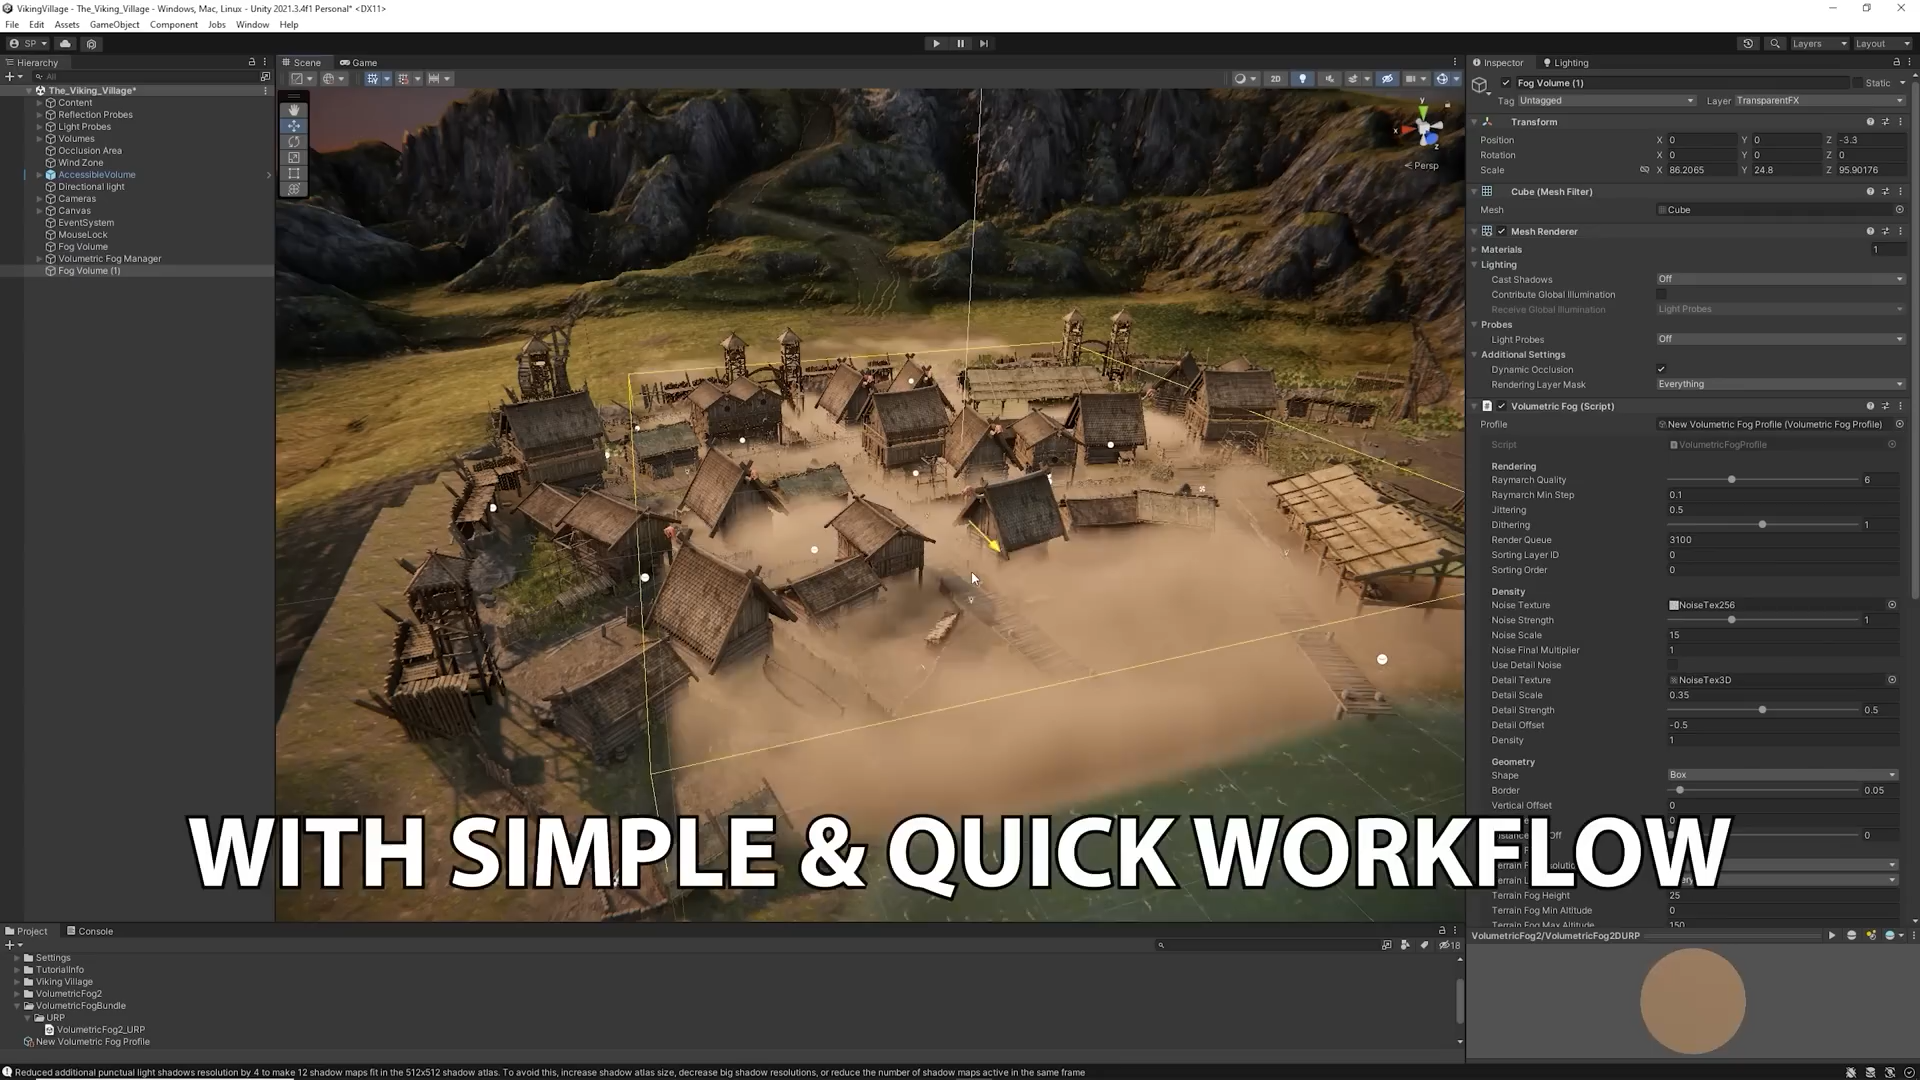 VikingVillage - The_Viking_Village - Windows, Mac, Linux - Unity 2021.3.4f1 Personal* <DX11>
File Edit Assets GameObject Component Jobs Window Help
SP
Layers Layout
Hierarchy
All
The_Viking_Village*
Content
Reflection Probes
Light Probes
Volumes
Occlusion Area
Wind Zone
AccessibleVolume
Directional light
Cameras
Canvas
EventSystem
MouseLock
Fog Volume
Volumetric Fog Manager
Fog Volume (1)
Scene Game
2D
y
x
z
Persp
Inspector Lighting
Fog Volume (1) Static
Tag Untagged Layer TransparentFX
Transform
Position X 0 Y 0 Z -3.3
Rotation X 0 Y 0 Z 0
Scale X 86.2065 Y 24.8 Z 95.90176
Cube (Mesh Filter)
Mesh Cube
Mesh Renderer
Materials 1
Lighting
Cast Shadows Off
Contribute Global Illumination
Receive Global Illumination Light Probes
Probes
Light Probes Off
Additional Settings
Dynamic Occlusion
Rendering Layer Mask Everything
Volumetric Fog (Script)
Profile New Volumetric Fog Profile (Volumetric Fog Profile)
Script VolumetricFogProfile
Rendering
Raymarch Quality 6
Raymarch Min Step 0.1
Jittering 0.5
Dithering 1
Render Queue 3100
Sorting Layer ID 0
Sorting Order 0
Density
Noise Texture NoiseTex256
Noise Strength 1
Noise Scale 15
Noise Final Multiplier 1
Use Detail Noise
Detail Texture NoiseTex3D
Detail Scale 0.35
Detail Strength 0.5
Detail Offset -0.5
Density 1
Geometry
Shape Box
Border 0.05
Vertical Offset 0
0
Terrain Fog Height 25
Terrain Fog Min Altitude 0
Terrain Fog Max Altitude 150
WITH SIMPLE & QUICK WORKFLOW
Project Console
18
Settings
TutorialInfo
Viking Village
VolumetricFog2
VolumetricFogBundle
URP
VolumetricFog2_URP
New Volumetric Fog Profile
VolumetricFog2/VolumetricFog2DURP
Reduced additional punctual light shadows resolution by 4 to make 12 shadow maps fit in the 512x512 shadow atlas. To avoid this, increase shadow atlas size, decrease big shadow resolutions, or reduce the number of shadow maps active in the same frame